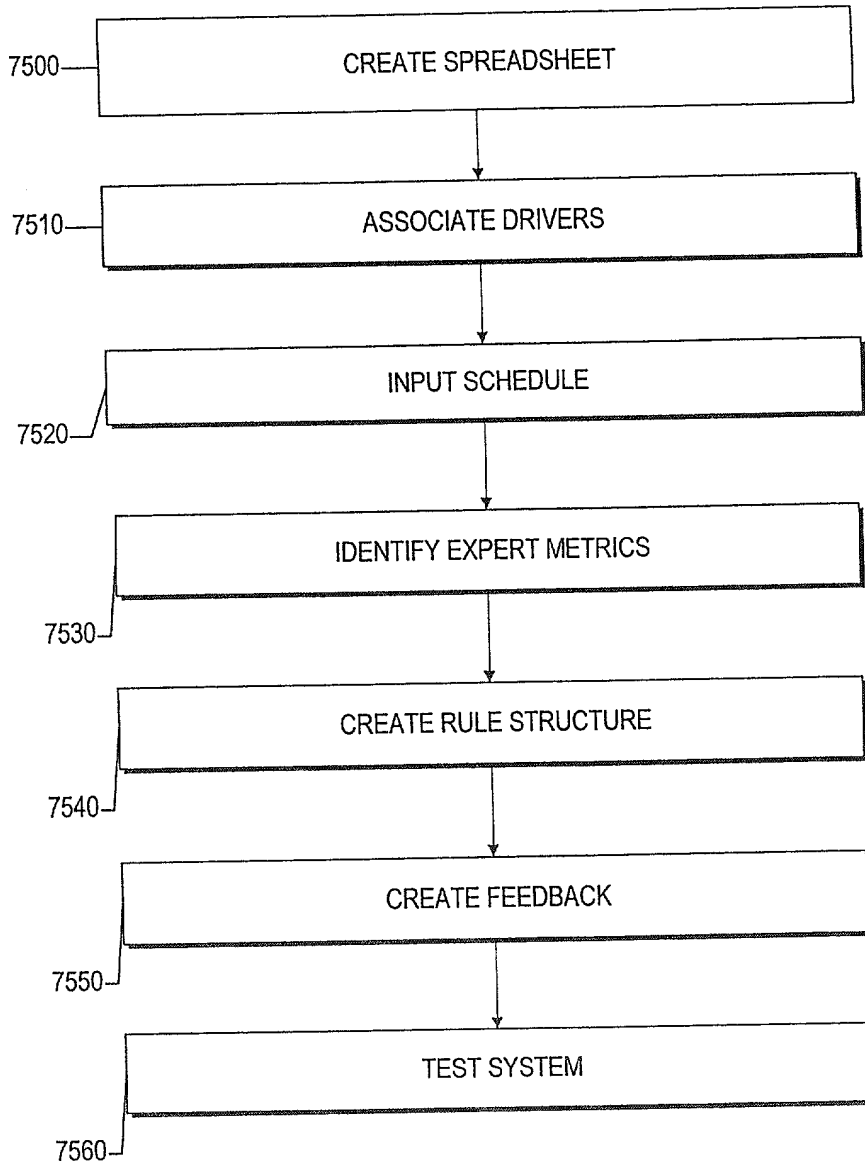 7500 CREATE SPREADSHEET
7510 ASSOCIATE DRIVERS
INPUT SCHEDULE
7520
IDENTIFY EXPERT METRICS
7530
CREATE RULE STRUCTURE
7540
CREATE FEEDBACK
7550
TEST SYSTEM
7560